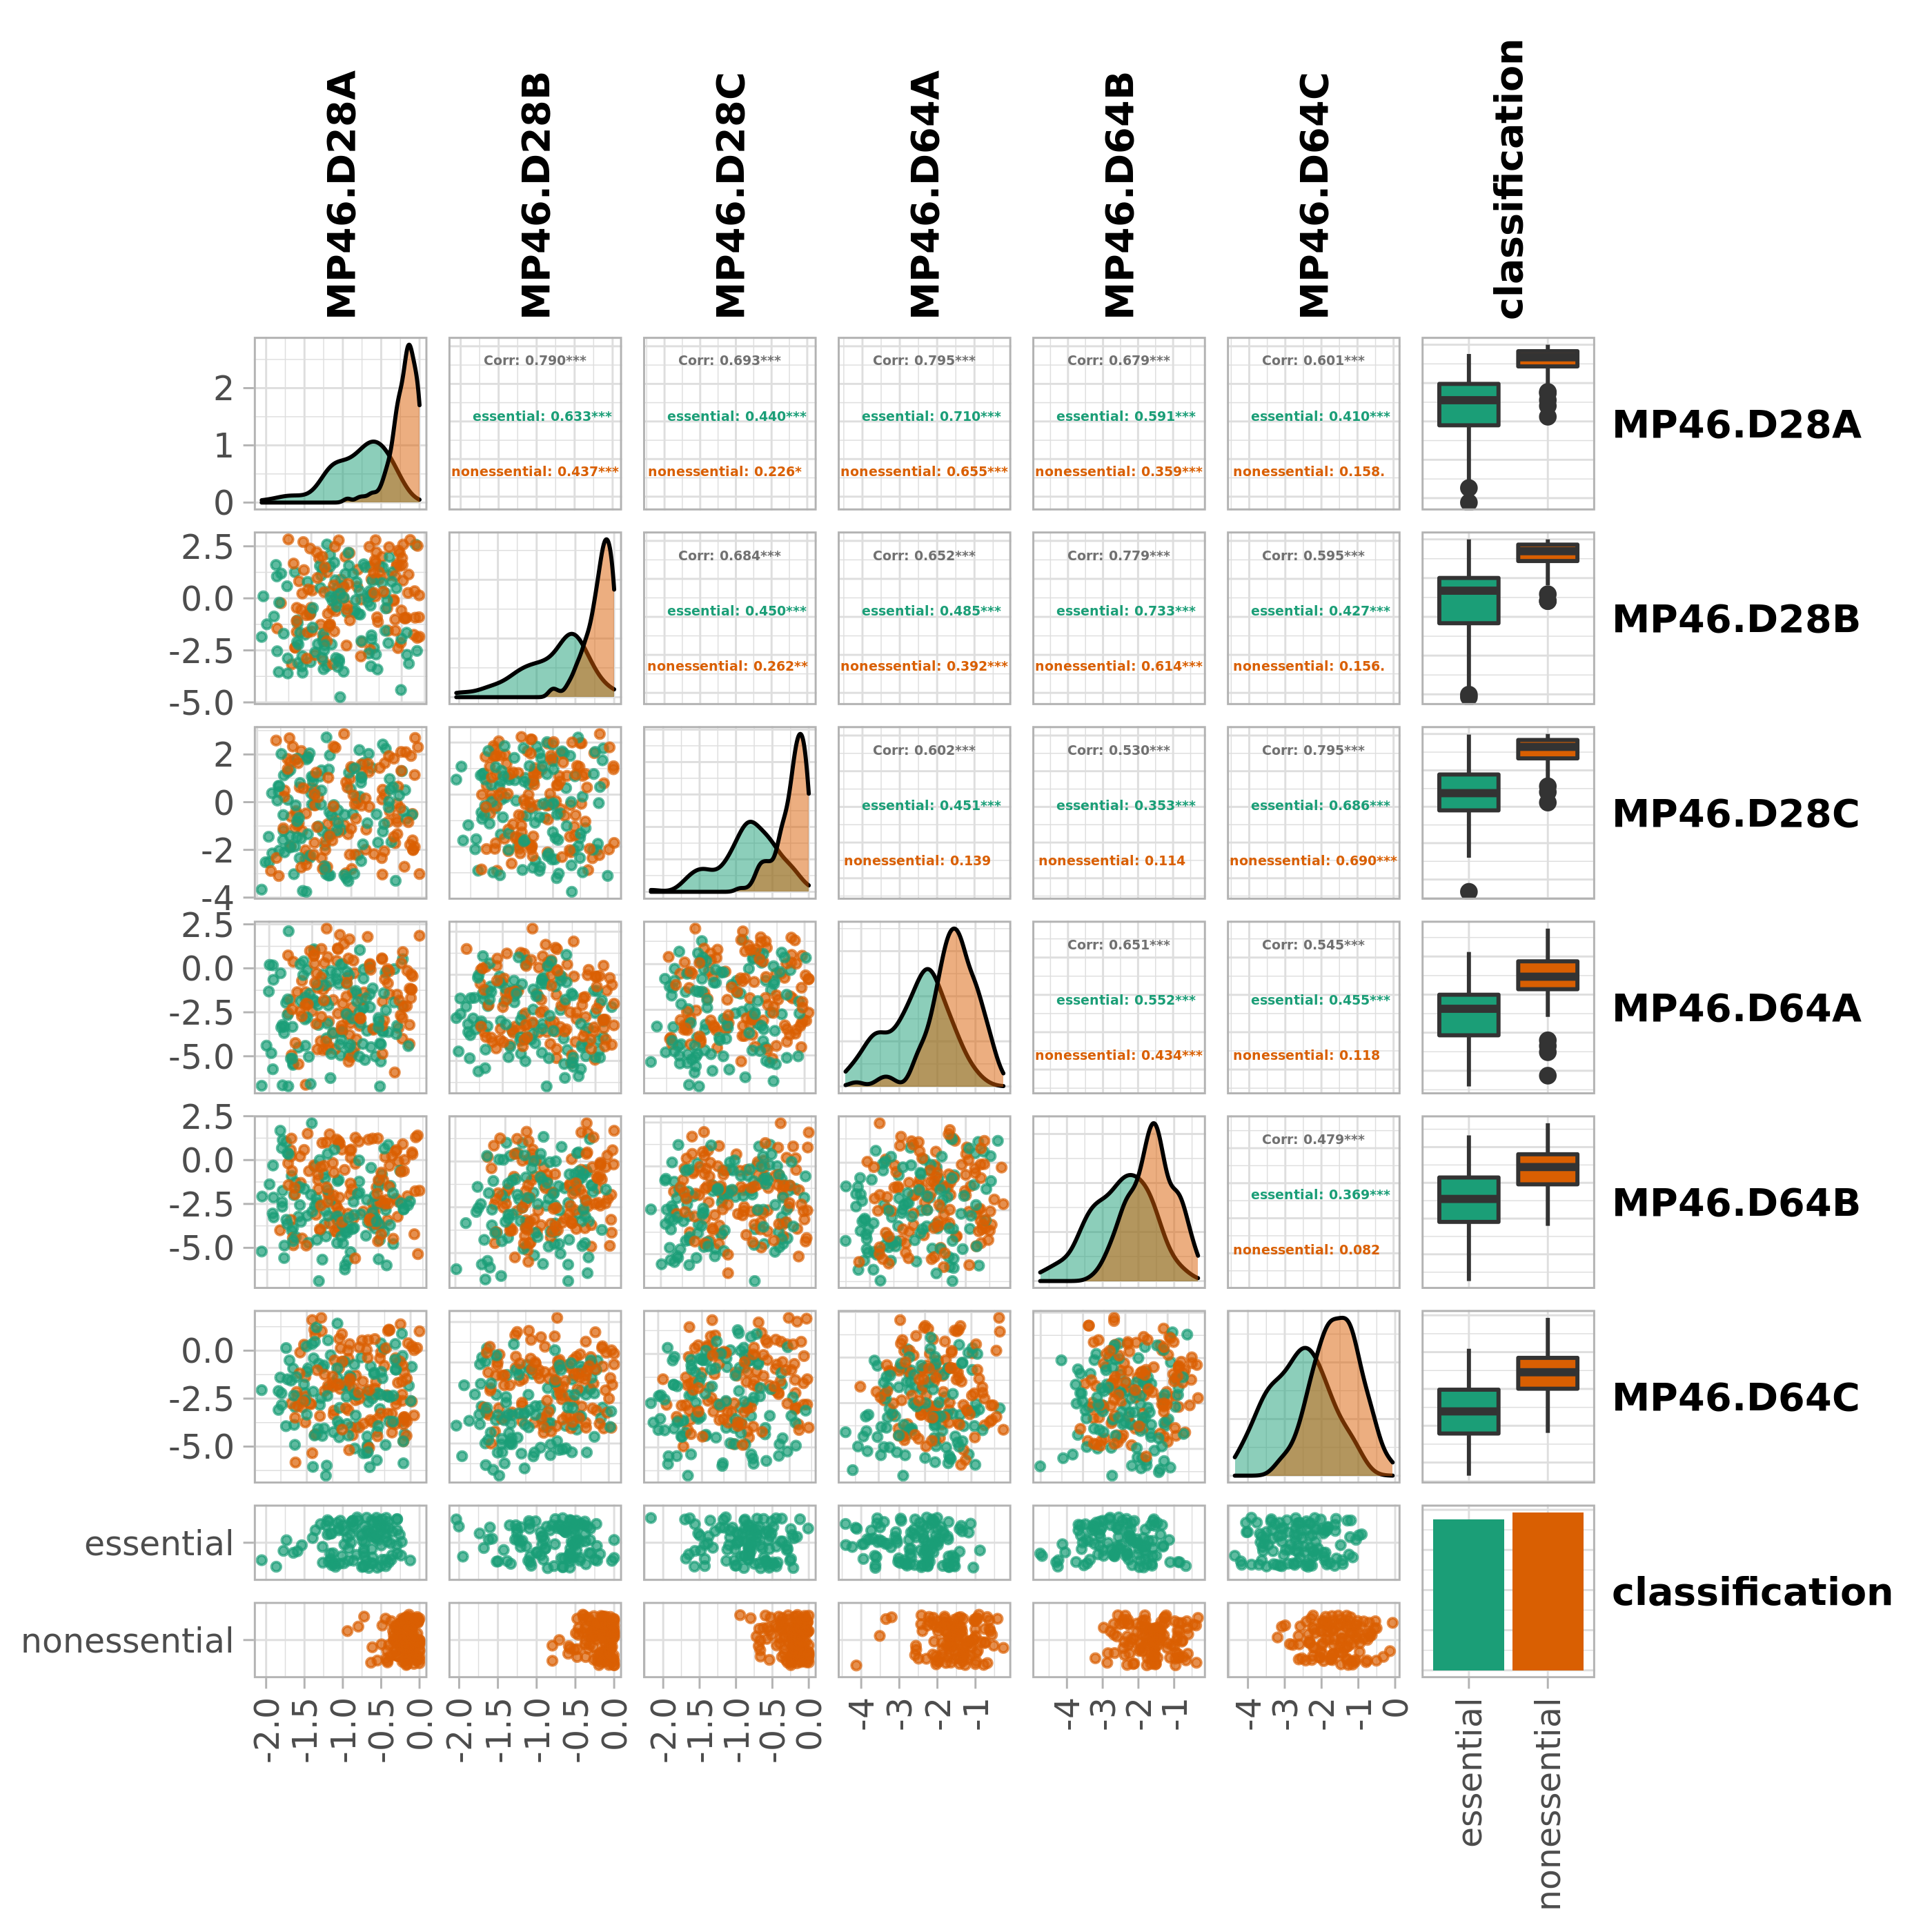 MP46.D28A MP46.D28B MP46.D28C MP46.D64A MP46.D64B MP46.D64C classification
2
1
0
Corr: 0.790*** Corr: 0.693*** Corr: 0.795*** Corr: 0.679*** Corr: 0.601***
essential: 0.633*** essential: 0.440*** essential: 0.710*** essential: 0.591*** essential: 0.410***
nonessential: 0.437*** nonessential: 0.226* nonessential: 0.655*** nonessential: 0.359*** nonessential: 0.158.
MP46.D28A
2.5
0.0
-2.5
-5.0
Corr: 0.684*** Corr: 0.652*** Corr: 0.779*** Corr: 0.595***
essential: 0.450*** essential: 0.485*** essential: 0.733*** essential: 0.427***
nonessential: 0.262** nonessential: 0.392*** nonessential: 0.614*** nonessential: 0.156.
MP46.D28B
2
0
-2
-4
Corr: 0.602*** Corr: 0.530*** Corr: 0.795***
essential: 0.451*** essential: 0.353*** essential: 0.686***
nonessential: 0.139 nonessential: 0.114 nonessential: 0.690***
MP46.D28C
2.5
0.0
-2.5
-5.0
Corr: 0.651*** Corr: 0.545***
essential: 0.552*** essential: 0.455***
nonessential: 0.434*** nonessential: 0.118
MP46.D64A
2.5
0.0
-2.5
-5.0
Corr: 0.479***
essential: 0.369***
nonessential: 0.082
MP46.D64B
0.0
-2.5
-5.0
MP46.D64C
essential
nonessential
classification
-2.0 -1.5 -1.0 -0.5 0.0 -2.0 -1.5 -1.0 -0.5 0.0 -2.0 -1.5 -1.0 -0.5 0.0 -4 -3 -2 -1 -4 -3 -2 -1 -4 -3 -2 -1 0 essential nonessential